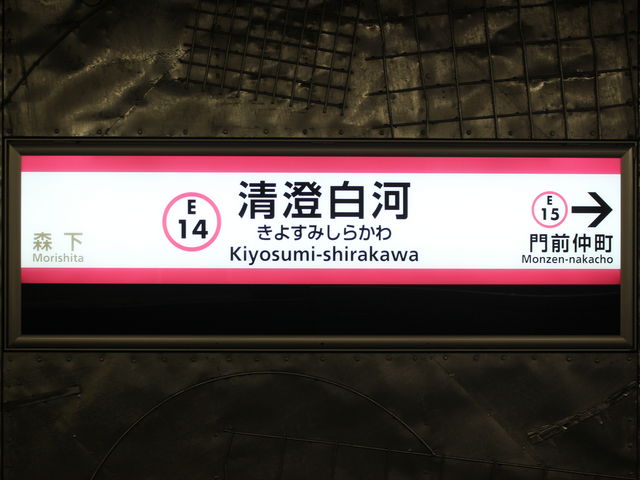 森下
Morishita
E
14
清澄白河
きよすみしらかわ
Kiyosumi-shirakawa
E
15
門前仲町
Monzen-nakacho